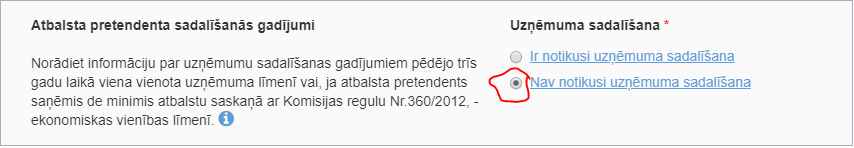 Atbalsta pretendenta sadalīšanās gadījumi
Norādiet informāciju par uzņēmumu sadalīšanas gadījumiem pēdējo trīs
gadu laikā viena vienota uzņēmuma līmenī vai, ja atbalsta pretendents
saņēmis de minimis atbalstu saskaņā ar Komisijas regulu Nr.360/2012, -
ekonomiskas vienības līmenī.
Uzņēmuma sadalīšana *
Ir notikusi uzņēmuma sadalīšana
Nav notikusi uzņēmuma sadalīšana